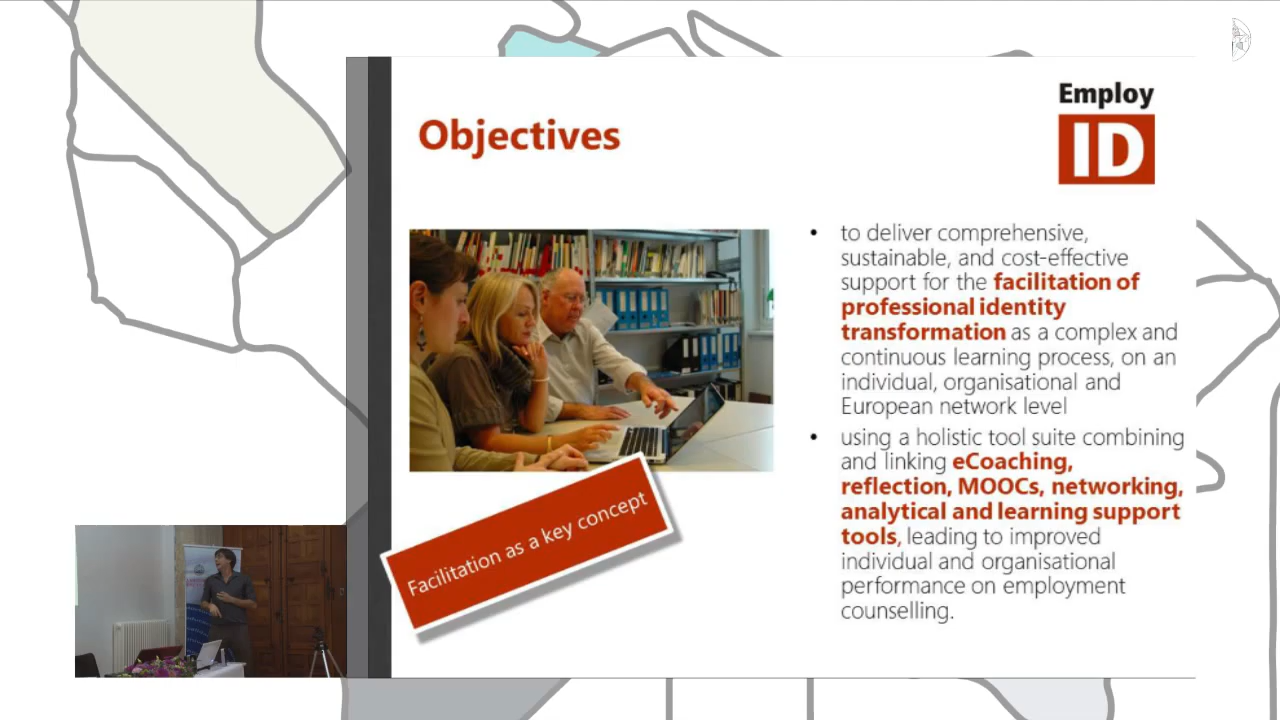 Objectives
Employ
ID
• to deliver comprehensive,
sustainable, and cost-effective
support for the facilitation of
professional identity
transformation as a complex and
continuous learning process, on an
individual, organisational and
European network level
• using a holistic tool suite combining
and linking eCoaching,
reflection, MOOCs, networking,
analytical and learning support
tools, leading to improved
individual and organisational
performance on employment
counselling.
Facilitation as a key concept